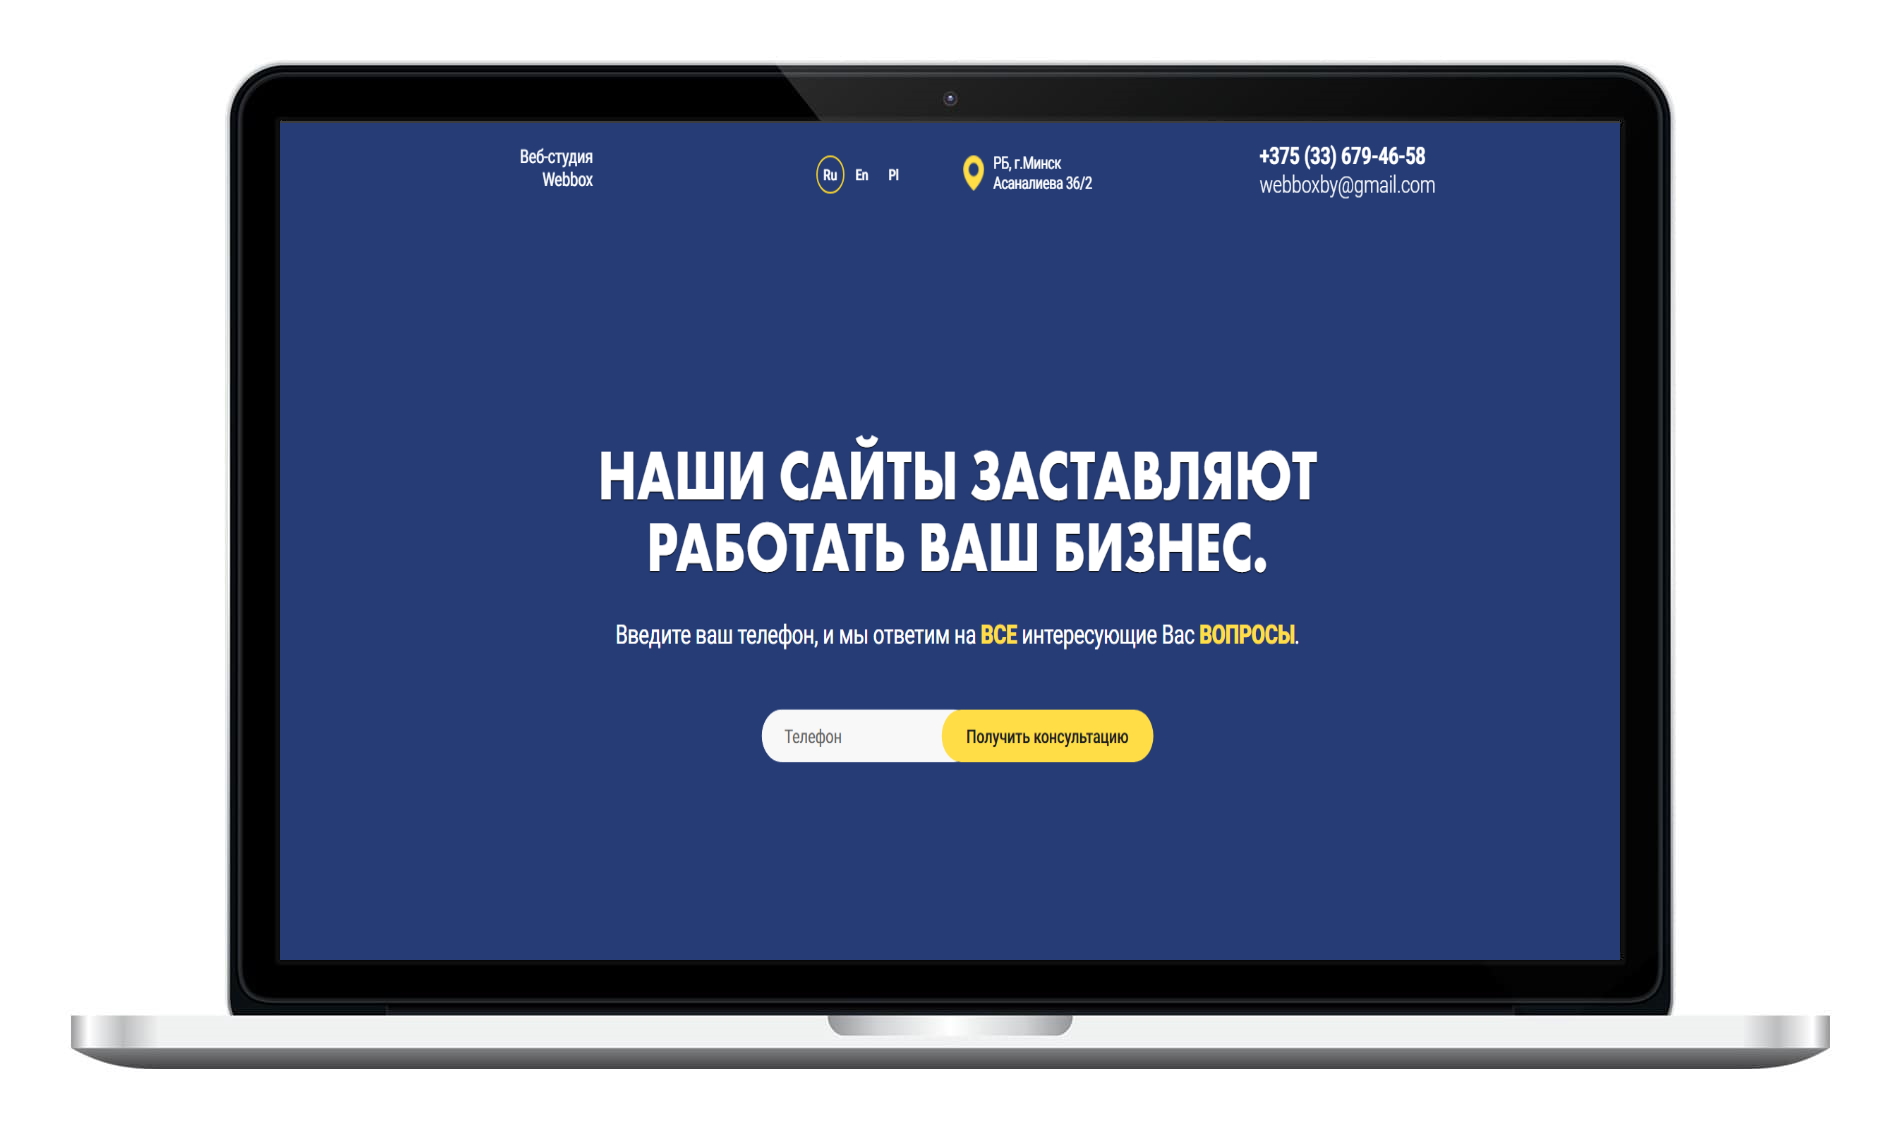 Веб-студия
Webbox
Ru En Pl
РБ, г.Минск
Асаналиева 36/2
+375 (33) 679-46-58
webboxby@gmail.com
НАШИ САЙТЫ ЗАСТАВЛЯЮТ
РАБОТАТЬ ВАШ БИЗНЕС.
Введите ваш телефон, и мы ответим на ВСЕ интересующие Вас ВОПРОСЫ.
Телефон
Получить консультацию